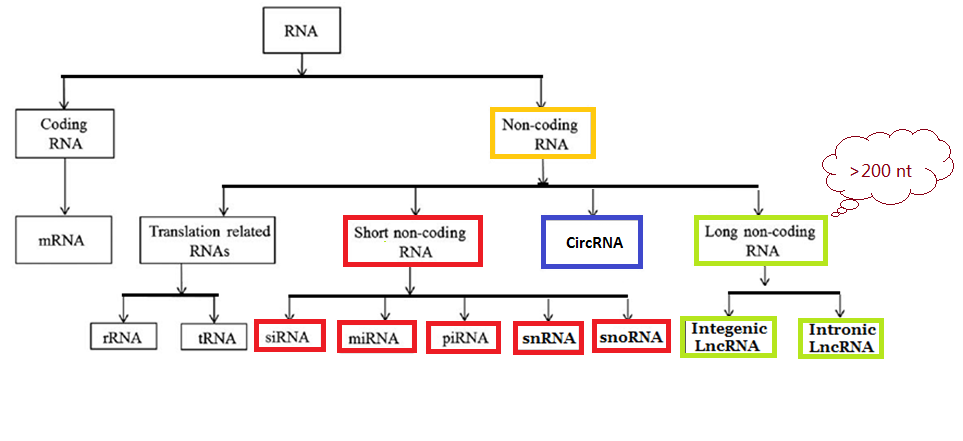 RNA
Coding
RNA
Non-coding
RNA
>200 nt
mRNA
Translation related
RNAs
Short non-coding
RNA
CircRNA
Long non-coding
RNA
rRNA
tRNA
siRNA
miRNA
piRNA
snRNA
snoRNA
Integenic
LncRNA
Intronic
LncRNA